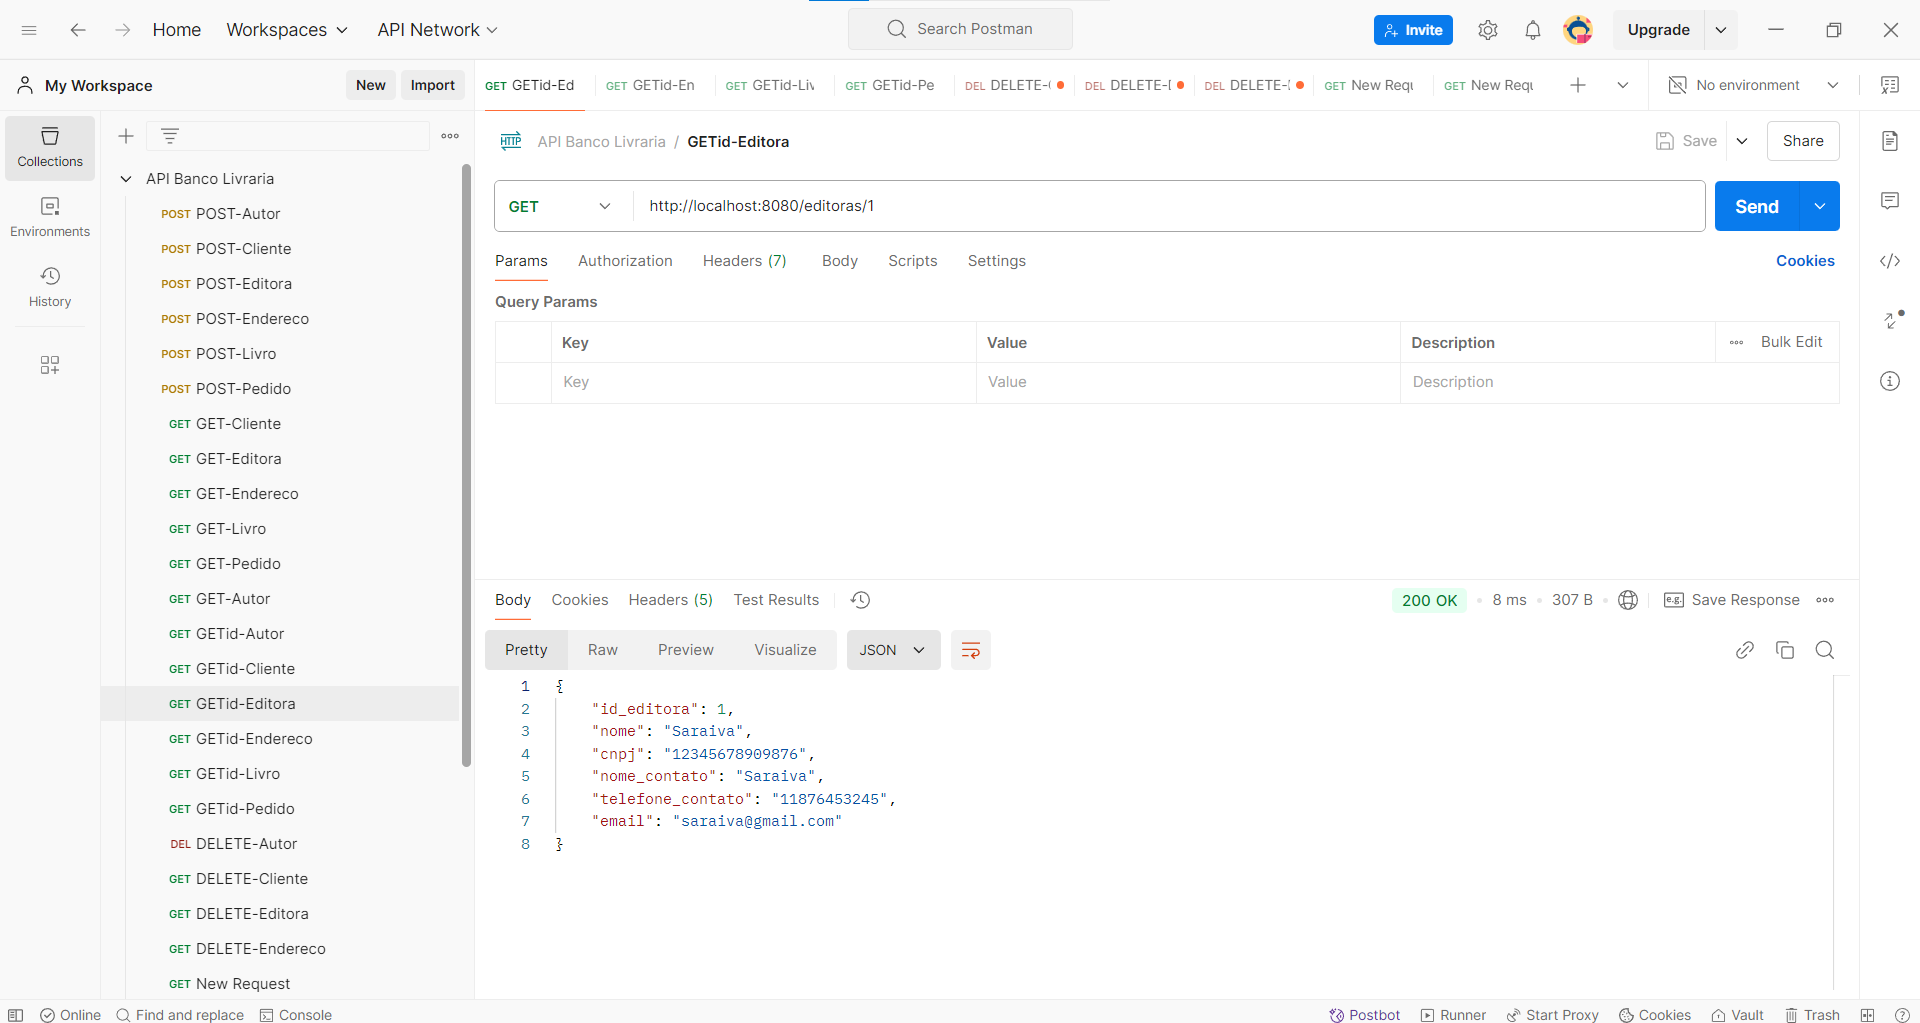 Home Workspaces API Network Search Postman Invite Upgrade
My Workspace New Import
GET GETid-Ed GET GETid-En GET GETid-Liv GET GETid-Pe DEL DELETE- DEL DELETE- DEL DELETE- GET New Requ GET New Requ No environment
Collections
Environments
History
API Banco Livraria
POST POST-Autor
POST POST-Cliente
POST POST-Editora
POST POST-Endereco
POST POST-Livro
POST POST-Pedido
GET GET-Cliente
GET GET-Editora
GET GET-Endereco
GET GET-Livro
GET GET-Pedido
GET GET-Autor
GET GETid-Autor
GET GETid-Cliente
GET GETid-Editora
GET GETid-Endereco
GET GETid-Livro
GET GETid-Pedido
DEL DELETE-Autor
GET DELETE-Cliente
GET DELETE-Editora
GET DELETE-Endereco
GET New Request
HTTP API Banco Livraria / GETid-Editora Save Share
GET http://localhost:8080/editoras/1 Send
Params Authorization Headers (7) Body Scripts Settings Cookies
Query Params
Key Value Description Bulk Edit
Key Value Description
Body Cookies Headers (5) Test Results 200 OK 8 ms 307 B e.g. Save Response
Pretty Raw Preview Visualize JSON
1 {
2 "id_editora": 1,
3 "nome": "Saraiva",
4 "cnpj": "12345678909876",
5 "nome_contato": "Saraiva",
6 "telefone_contato": "11876453245",
7 "email": "saraiva@gmail.com"
8 }
Online Find and replace Console Postbot Runner Start Proxy Cookies Vault Trash